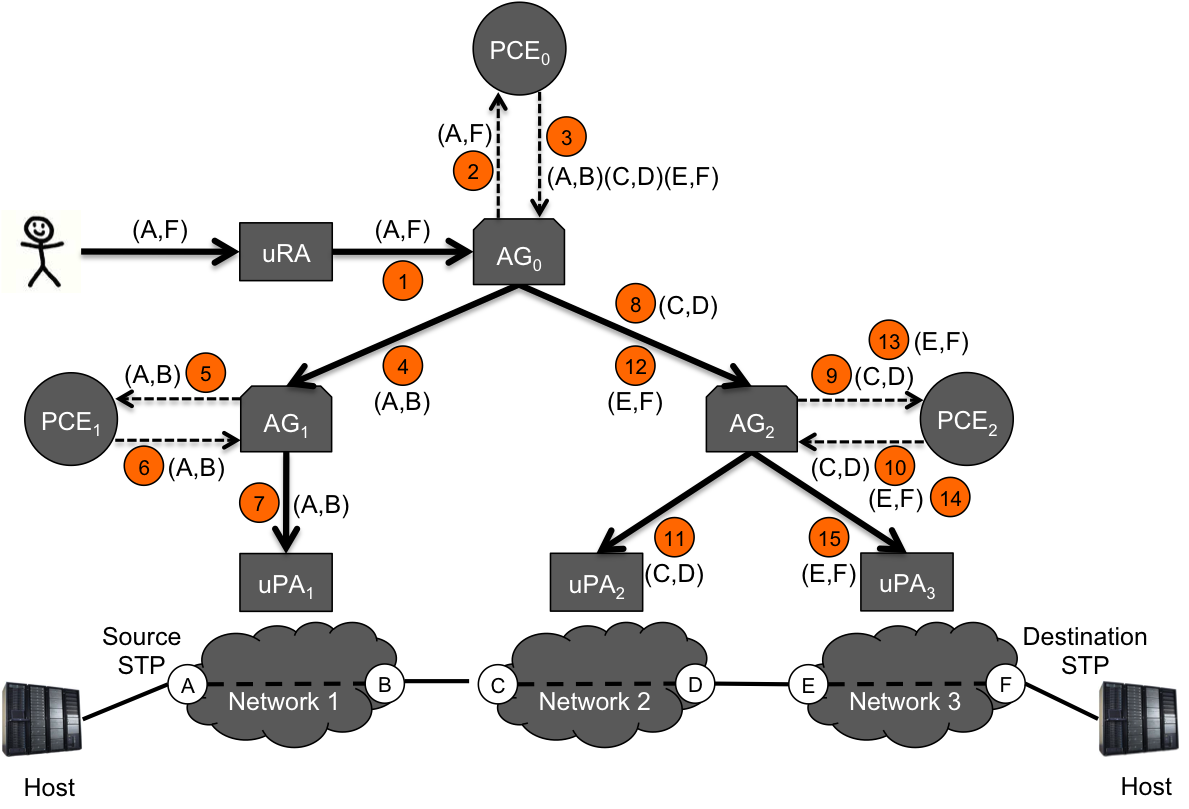 PCE0
(A,F)
3
2
(A,B)(C,D)(E,F)
(A,F)
(A,F)
uRA
AG0
1
8 (C,D)
13 (E,F)
(A,B) 5
4
12
9 (C,D)
(A,B)
(E,F)
PCE1
AG1
AG2
PCE2
6 (A,B)
(C,D) 10
(E,F) 14
7 (A,B)
11
15
(C,D)
(E,F)
uPA1
uPA2
uPA3
Source
STP
Destination
STP
A
B
C
D
E
F
Network 1
Network 2
Network 3
Host
Host